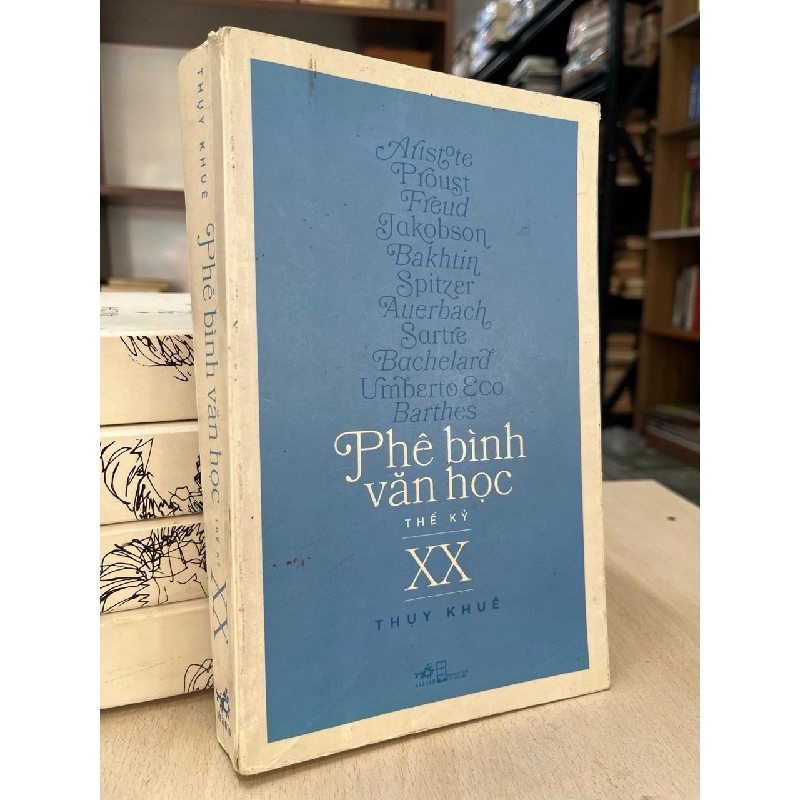 Aristote
Proust
Freud
Jakobson
Bakhtin
Spitzer
Auerbach
Sartre
Bachelard
Umberto Eco
Barthes
Phê bình
văn học
THẾ KỶ
XX
THỤY KHUÊ
THỤY KHUÊ
Phê bình văn học
THẾ KỶ
XX